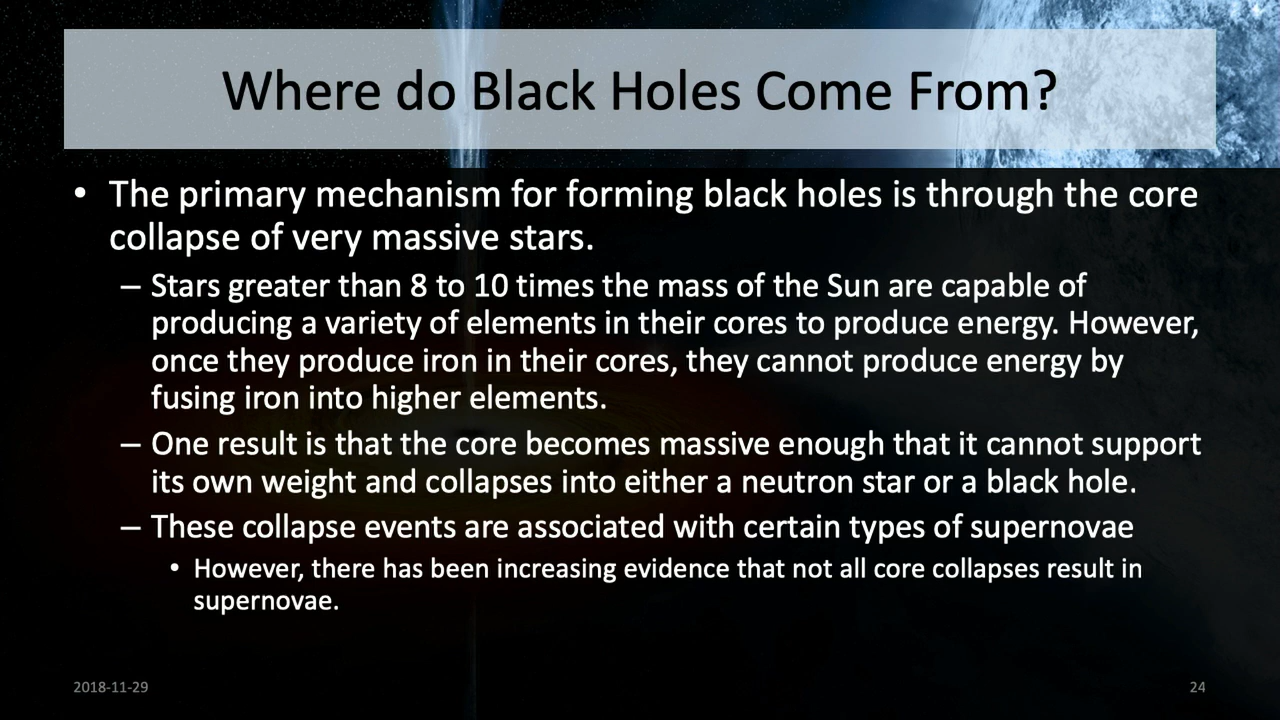 Where do Black Holes Come From?
• The primary mechanism for forming black holes is through the core
collapse of very massive stars.
– Stars greater than 8 to 10 times the mass of the Sun are capable of
producing a variety of elements in their cores to produce energy. However,
once they produce iron in their cores, they cannot produce energy by
fusing iron into higher elements.
– One result is that the core becomes massive enough that it cannot support
its own weight and collapses into either a neutron star or a black hole.
– These collapse events are associated with certain types of supernovae
• However, there has been increasing evidence that not all core collapses result in
supernovae.
2018-11-29
24